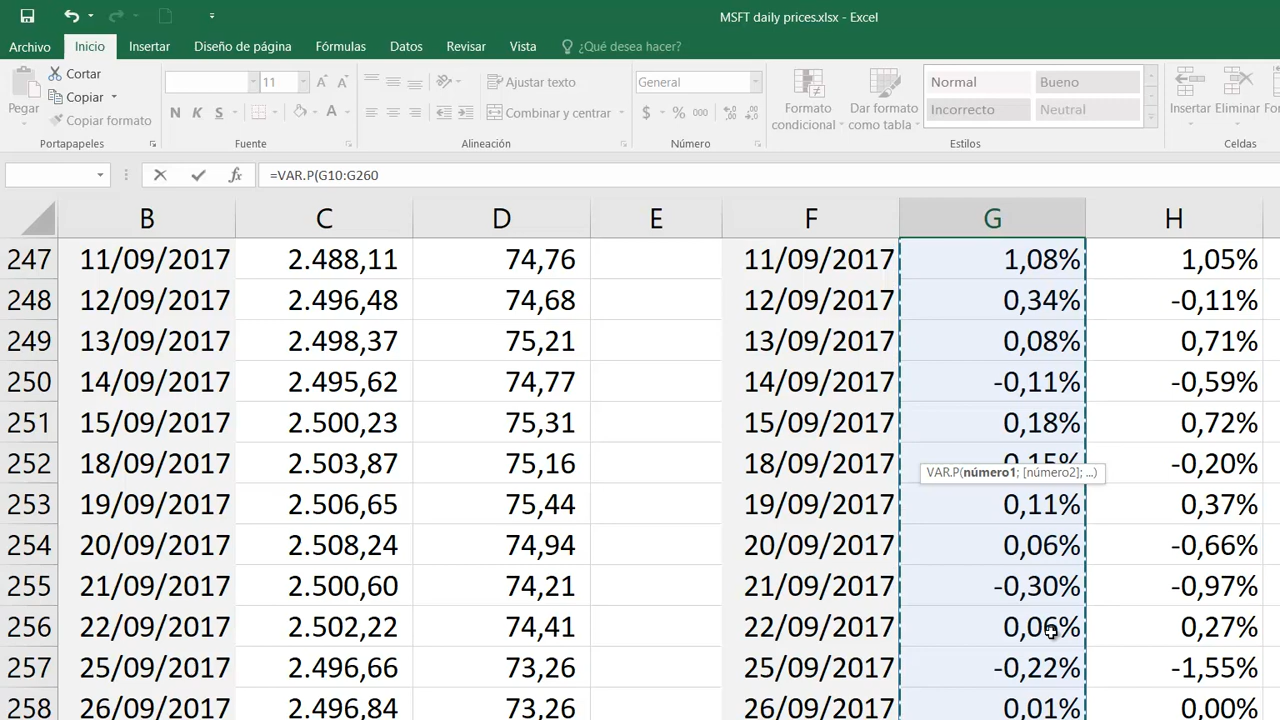 MSFT daily prices.xlsx - Excel
Archivo Inicio Insertar Diseño de página Fórmulas Datos Revisar Vista ¿Qué desea hacer?
Pegar
Cortar
Copiar
Copiar formato
Portapapeles
11 A A
N K S A
Fuente
Ajustar texto
Combinar y centrar
Alineación
General
$ % 000
Número
Formato condicional
Dar formato como tabla
Normal Bueno
Incorrecto Neutral
Estilos
Insertar Eliminar
Celdas
fx =VAR.P(G10:G260
B C D E F G H
247 11/09/2017 2.488,11 74,76 11/09/2017 1,08% 1,05%
248 12/09/2017 2.496,48 74,68 12/09/2017 0,34% -0,11%
249 13/09/2017 2.498,37 75,21 13/09/2017 0,08% 0,71%
250 14/09/2017 2.495,62 74,77 14/09/2017 -0,11% -0,59%
251 15/09/2017 2.500,23 75,31 15/09/2017 0,18% 0,72%
252 18/09/2017 2.503,87 75,16 18/09/2017 0,15% -0,20%
VAR.P(número1; [número2]; ...)
253 19/09/2017 2.506,65 75,44 19/09/2017 0,11% 0,37%
254 20/09/2017 2.508,24 74,94 20/09/2017 0,06% -0,66%
255 21/09/2017 2.500,60 74,21 21/09/2017 -0,30% -0,97%
256 22/09/2017 2.502,22 74,41 22/09/2017 0,06% 0,27%
257 25/09/2017 2.496,66 73,26 25/09/2017 -0,22% -1,55%
258 26/09/2017 2.496,84 73,26 26/09/2017 0,01% 0,00%